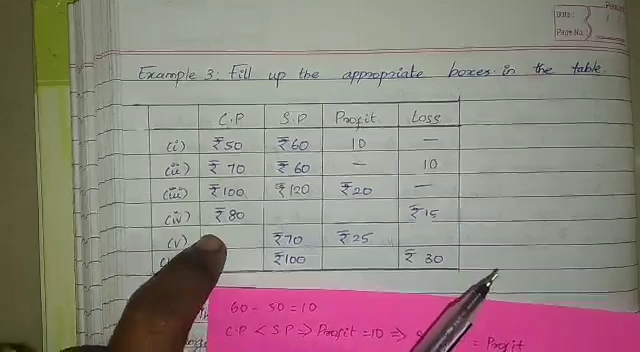 Date:
Page No.
Example 3: Fill up the appropriate boxes in the table.
C.P S.P Profit Loss
(i) ₹50 ₹60 10 —
(ii) ₹70 ₹60 — 10
(iii) ₹100 ₹120 ₹20 —
(iv) ₹80 ₹15
(v) ₹70 ₹25
₹100 ₹30
60 - 50 = 10
C.P < S.P ⇒ Profit = 10 ⇒
= Profit